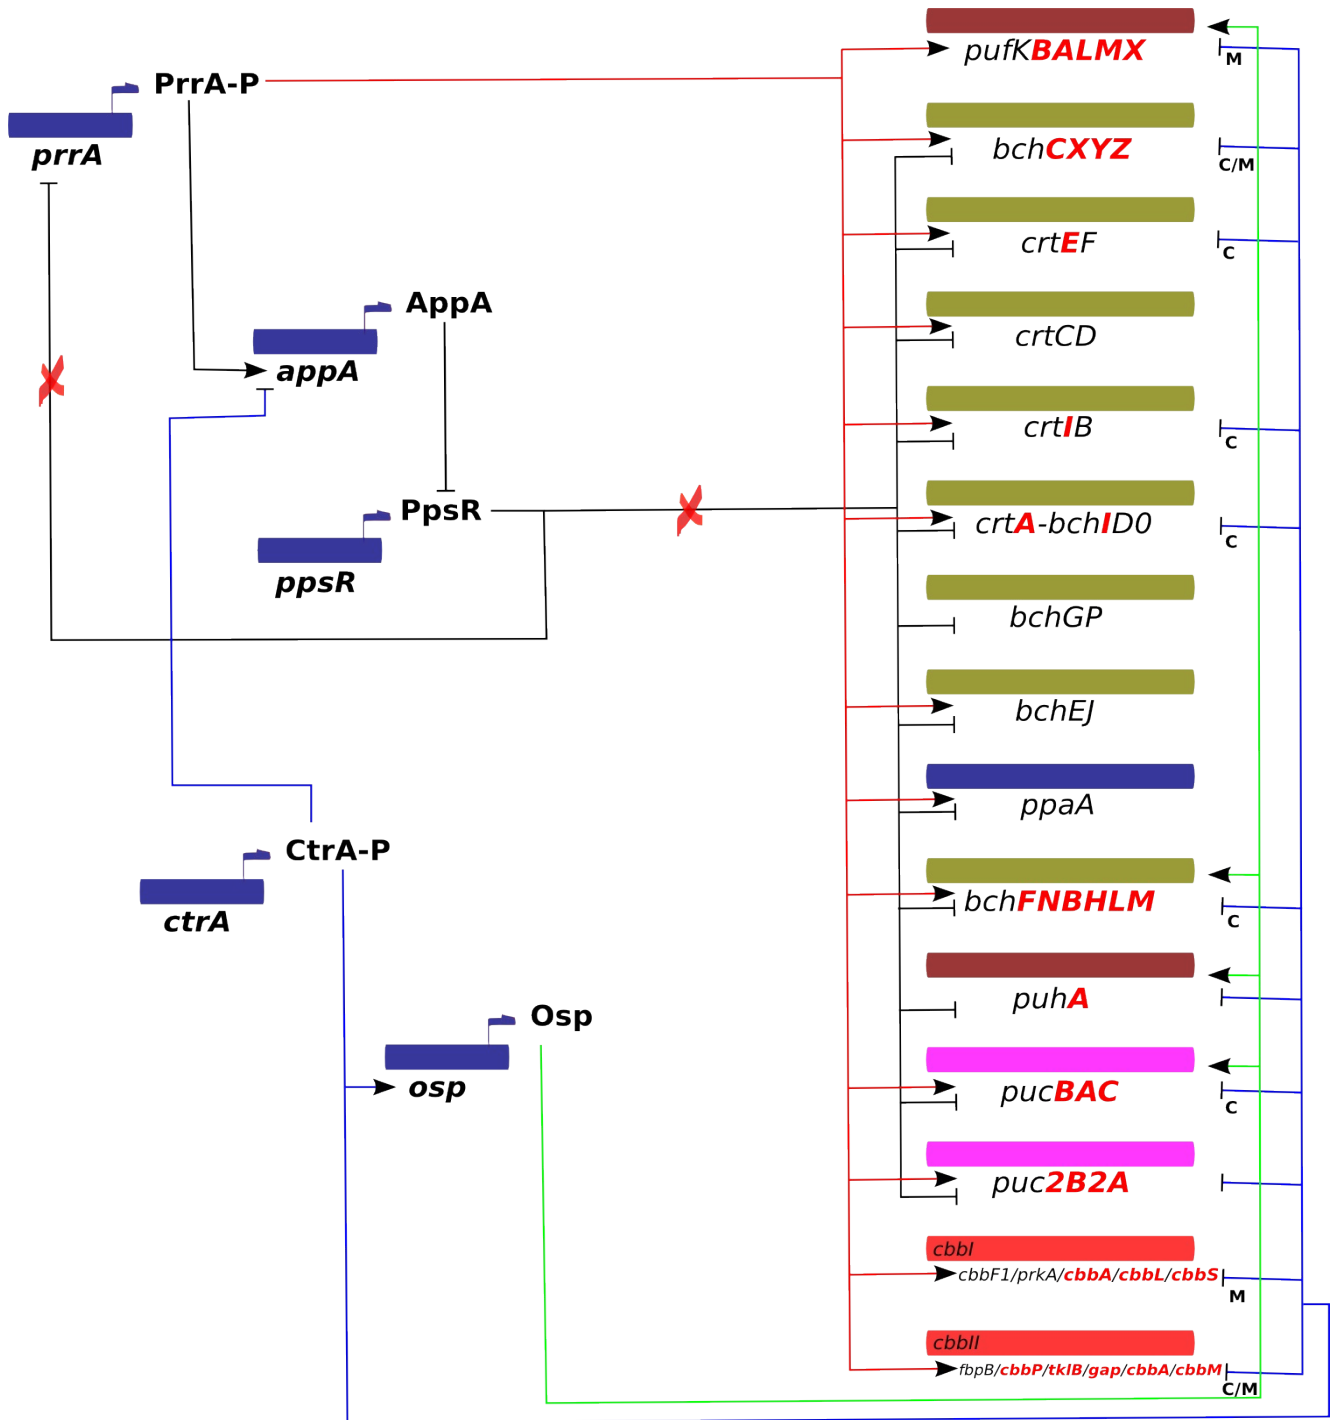 PrrA-P
prrA
AppA
appA
PpsR
ppsR
CtrA-P
ctrA
Osp
osp
pufKBALMX
M
bchCXYZ
C/M
crtEF
C
crtCD
crtIB
C
crtA-bchID0
C
bchGP
bchEJ
ppaA
bchFNBHLM
C
puhA
pucBAC
C
puc2B2A
cbbI
cbbF1/prkA/cbbA/cbbL/cbbS
M
cbbII
fbpB/cbbP/tklB/gap/cbbA/cbbM
C/M